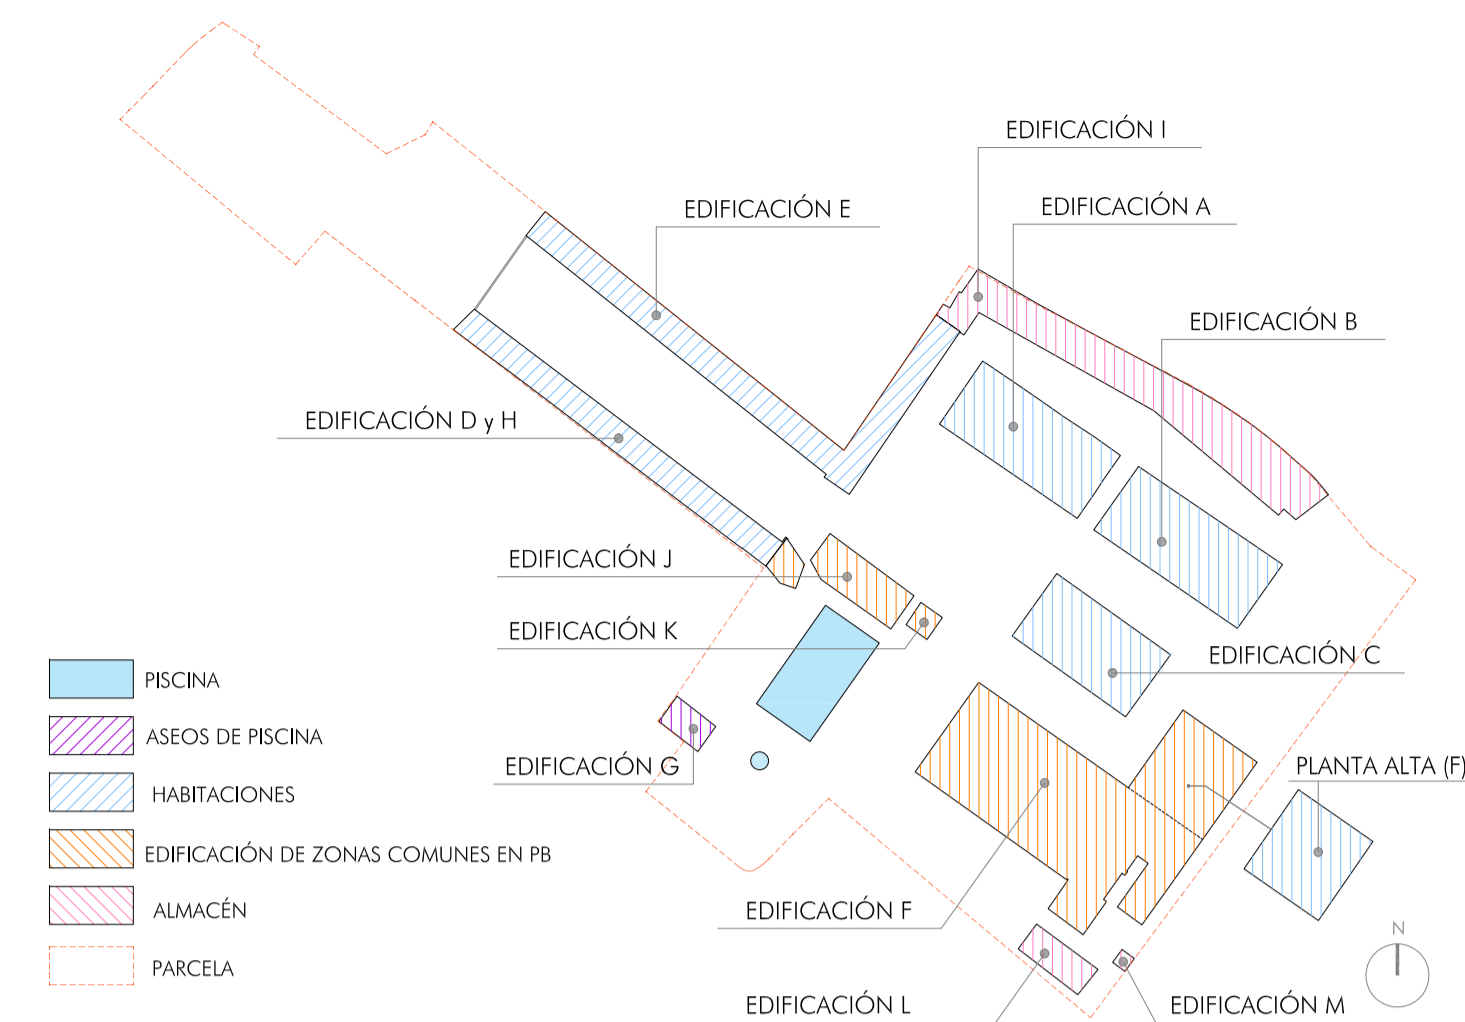 EDIFICACIÓN I
EDIFICACIÓN E
EDIFICACIÓN A
EDIFICACIÓN B
EDIFICACIÓN D y H
EDIFICACIÓN J
EDIFICACIÓN K
EDIFICACIÓN C
EDIFICACIÓN G
PLANTA ALTA (F)
EDIFICACIÓN F
EDIFICACIÓN L
EDIFICACIÓN M
N
PISCINA
ASEOS DE PISCINA
HABITACIONES
EDIFICACIÓN DE ZONAS COMUNES EN PB
ALMACÉN
PARCELA